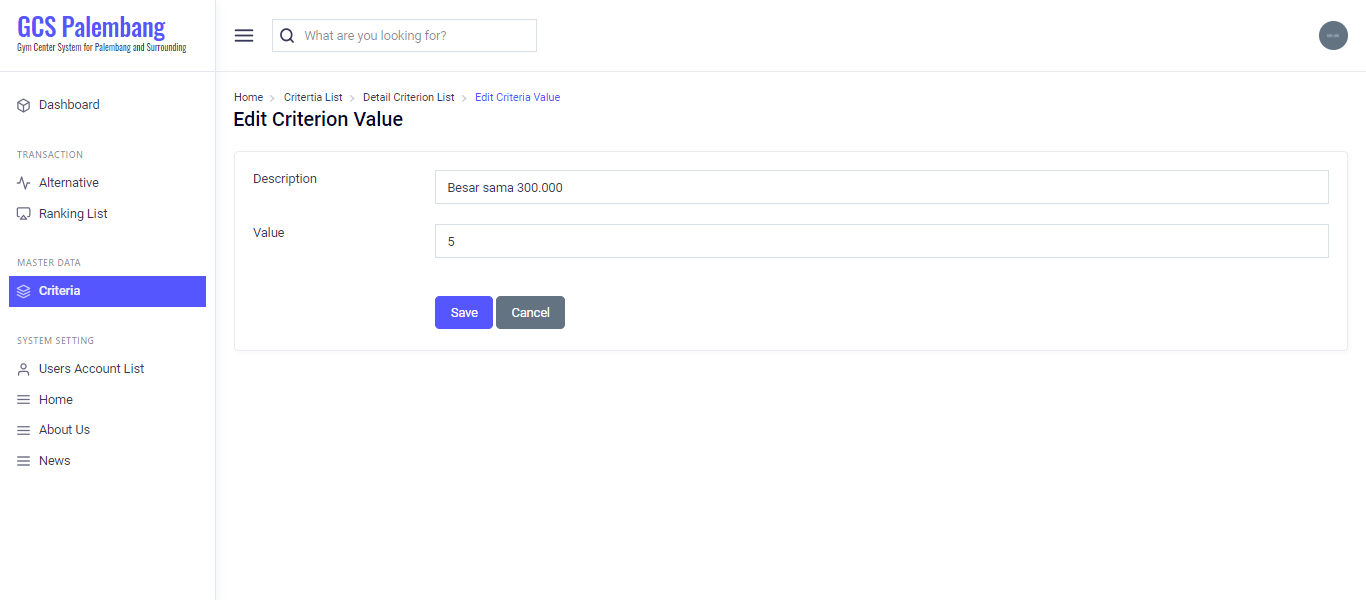 GCS Palembang
Gym Center System for Palembang and Surrounding
What are you looking for?
Dashboard
TRANSACTION
Alternative
Ranking List
MASTER DATA
Criteria
SYSTEM SETTING
Users Account List
Home
About Us
News
Home > Critertia List > Detail Criterion List > Edit Criteria Value
Edit Criterion Value
Description
Besar sama 300.000
Value
5
Save Cancel